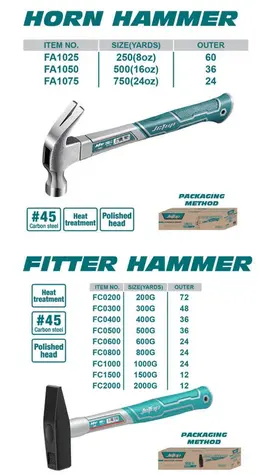 HORN HAMMER
ITEM NO. SIZE(YARDS) OUTER
FA1025 250(8oz) 60
FA1050 500(16oz) 36
FA1075 750(24oz) 24
#45 Carbon steel
Heat treatment
Polished head
PACKAGING METHOD
FITTER HAMMER
Heat treatment
#45 Carbon steel
Polished head
ITEM NO. SIZE(YARDS) OUTER
FC0200 200G 72
FC0300 300G 48
FC0400 400G 36
FC0500 500G 36
FC0600 600G 24
FC0800 800G 24
FC1000 1000G 24
FC1500 1500G 12
FC2000 2000G 12
PACKAGING METHOD